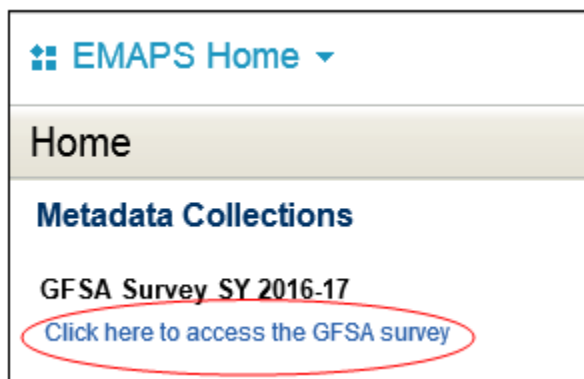 EMAPS Home
Home
Metadata Collections
GFSA Survey SY 2016-17
Click here to access the GFSA survey